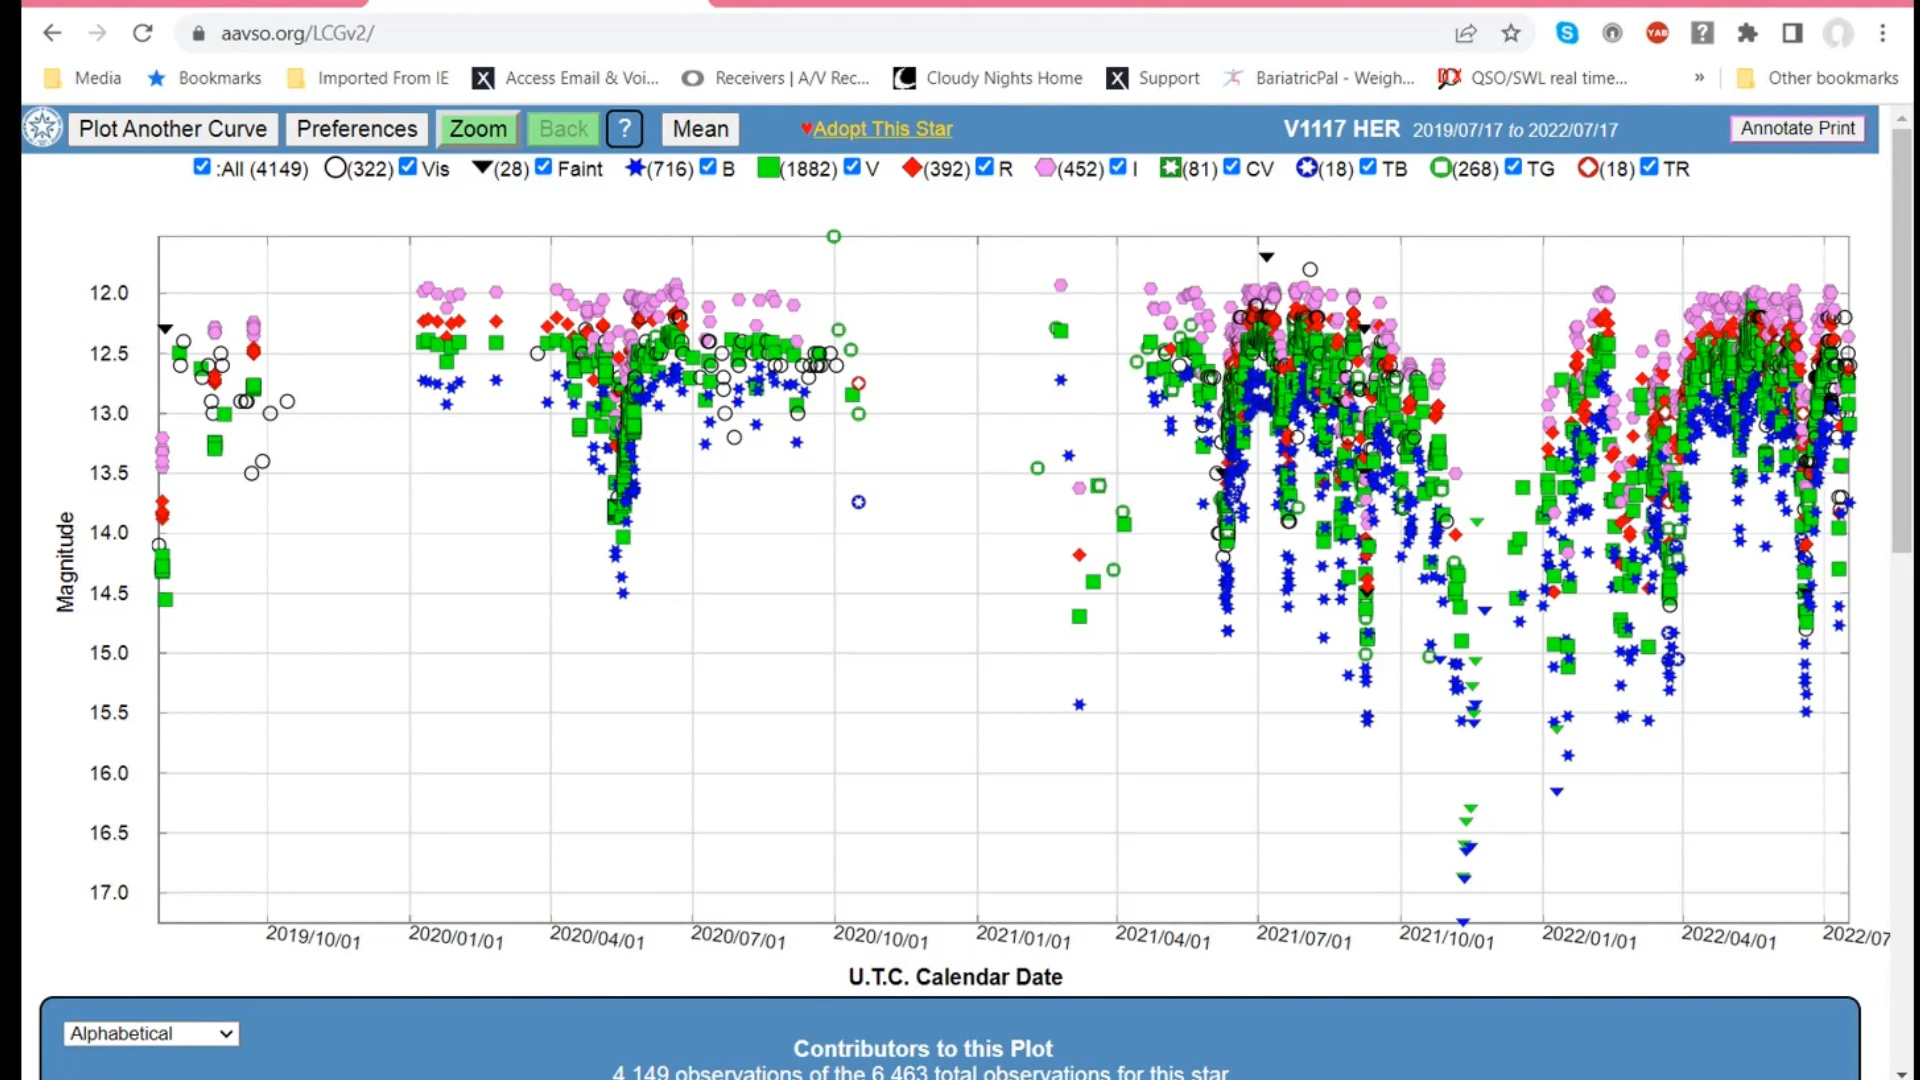 aavso.org/LCGv2/
Media Bookmarks Imported From IE Access Email & Voi... Receivers | A/V Rec... Cloudy Nights Home Support BariatricPal - Weigh... QSO/SWL real time... » Other bookmarks
Plot Another Curve Preferences Zoom Back ? Mean ♥Adopt This Star V1117 HER 2019/07/17 to 2022/07/17 Annotate Print
:All (4149) (322) Vis (28) Faint (716) B (1882) V (392) R (452) I (81) CV (18) TB (268) TG (18) TR
12.0
12.5
13.0
13.5
14.0
14.5
15.0
15.5
16.0
16.5
17.0
Magnitude
2019/10/01 2020/01/01 2020/04/01 2020/07/01 2020/10/01 2021/01/01 2021/04/01 2021/07/01 2021/10/01 2022/01/01 2022/04/01 2022/07
U.T.C. Calendar Date
Alphabetical
Contributors to this Plot
4,149 observations of the 6,463 total observations for this star